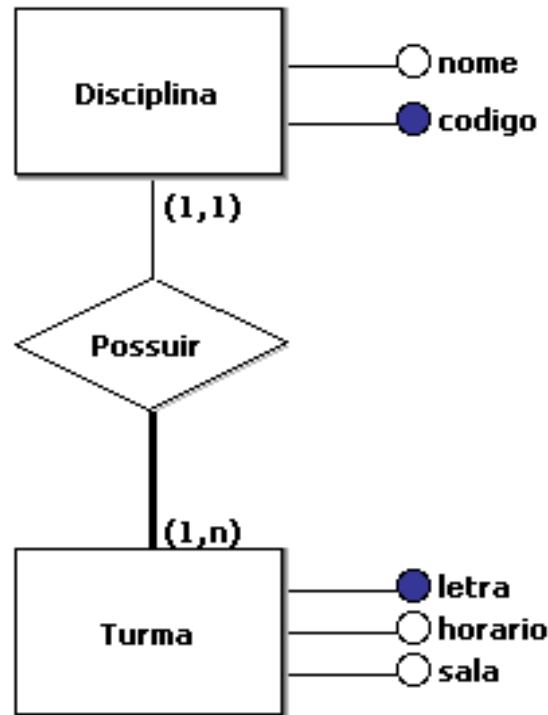 Disciplina
nome
codigo
(1,1)
Possuir
(1,n)
Turma
letra
horario
sala